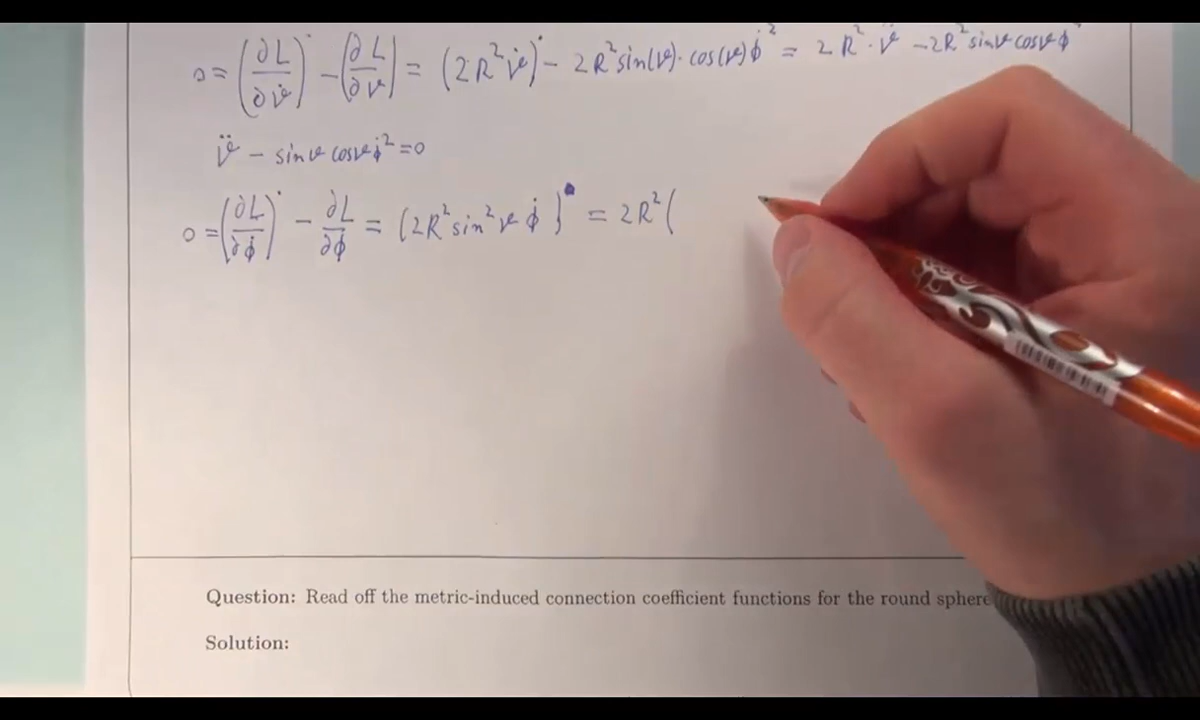 0 = (∂L/∂ϑ̇)˙ − (∂L/∂ϑ) = (2R²ϑ̇)˙ − 2R² sin(ϑ)·cos(ϑ)ϕ̇² = 2R²·ϑ̈ − 2R² sinϑ cosϑ ϕ̇²
ϑ̈ − sinϑ cosϑ ϕ̇² = 0
0 = (∂L/∂ϕ̇)˙ − ∂L/∂ϕ = (2R² sin²ϑ ϕ̇)˙ = 2R²(
Question: Read off the metric-induced connection coefficient functions for the round sphere
Solution: